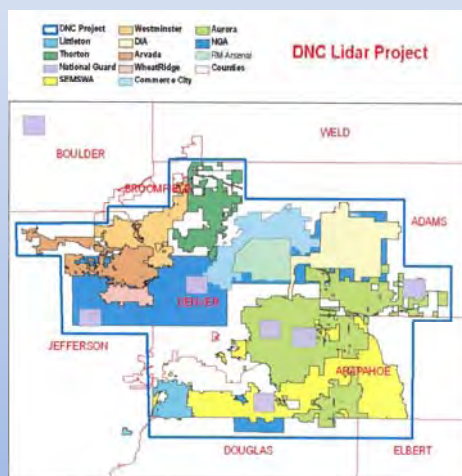 DNC Project
Westminster
Aurora
DNC Lidar Project
Littleton
DIA
NGA
Thorton
Arvada
RM Arsenal
National Guard
WheatRidge
Counties
SEMSWA
Commerce City
WELD
BOULDER
BROOMFIELD
ADAMS
DENVER
JEFFERSON
ARAPAHOE
DOUGLAS
ELBERT